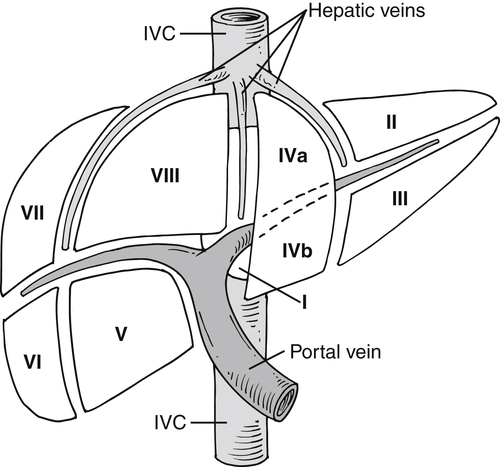 Hepatic veins
IVC
II
IVa
VIII
III
VII
IVb
I
V
VI
Portal vein
IVC